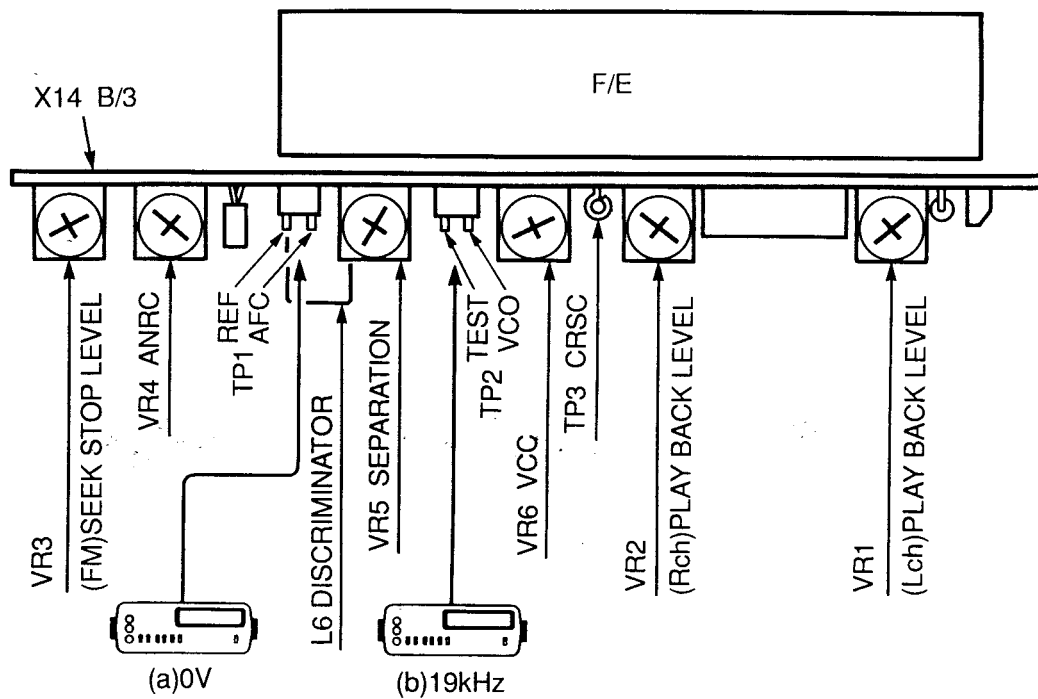 F/E
X14 B/3
VR3
(FM)SEEK STOP LEVEL
VR4 ANRC
TP1 REF
AFC
L6 DISCRIMINATOR
VR5 SEPARATION
TP2 TEST
VCO
VR6 VCC
TP3 CRSC
VR2
(Rch)PLAY BACK LEVEL
VR1
(Lch)PLAY BACK LEVEL
(a)0V
(b)19kHz